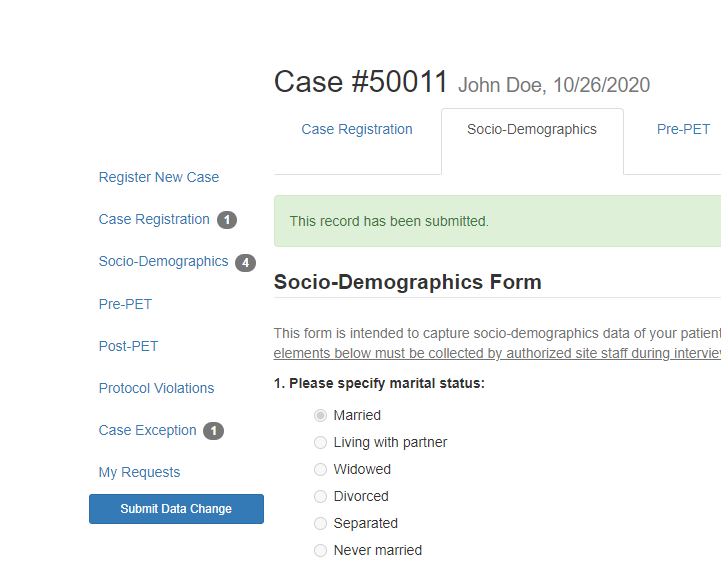 Case #50011 John Doe, 10/26/2020
Case Registration
Socio-Demographics
Pre-PET
Register New Case
Case Registration 1
Socio-Demographics 4
Pre-PET
Post-PET
Protocol Violations
Case Exception 1
My Requests
Submit Data Change
This record has been submitted.
Socio-Demographics Form
This form is intended to capture socio-demographics data of your patient
elements below must be collected by authorized site staff during
1. Please specify marital status:
Married
Living with partner
Widowed
Divorced
Separated
Never married